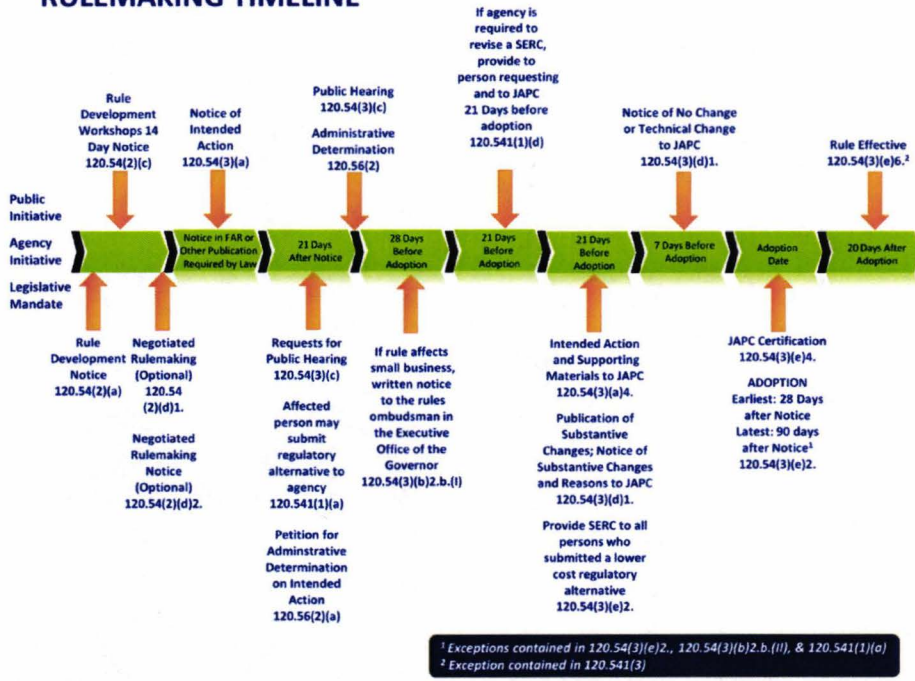 RULEMAKING TIMELINE
If agency is
required to
revise a SERC,
provide to
person requesting
and to JAPC
21 Days before
adoption
120.541(1)(d)
Rule
Development
Workshops 14
Day Notice
120.54(2)(c)
Notice of
Intended
Action
120.54(3)(a)
Public Hearing
120.54(3)(c)
Administrative
Determination
120.56(2)
Notice of No Change
or Technical Change
to JAPC
120.54(3)(d)1.
Rule Effective
120.54(3)(e)6.²
Public
Initiative
Agency
Initiative
Legislative
Mandate
Notice in FAR or
Other Publication
Required by Law
21 Days
After Notice
28 Days
Before
Adoption
21 Days
Before
Adoption
21 Days
Before
Adoption
7 Days Before
Adoption
Adoption
Date
20 Days After
Adoption
Rule
Development
Notice
120.54(2)(a)
Negotiated
Rulemaking
(Optional)
120.54
(2)(d)1.
Negotiated
Rulemaking
Notice
(Optional)
120.54(2)(d)2.
Requests for
Public Hearing
120.54(3)(c)
Affected
person may
submit
regulatory
alternative to
agency
120.541(1)(a)
Petition for
Adminstrative
Determination
on Intended
Action
120.56(2)(a)
If rule affects
small business,
written notice
to the rules
ombudsman in
the Executive
Office of the
Governor
120.54(3)(b)2.b.(I)
Intended Action
and Supporting
Materials to JAPC
120.54(3)(a)4.
Publication of
Substantive
Changes; Notice of
Substantive Changes
and Reasons to JAPC
120.54(3)(d)1.
Provide SERC to all
persons who
submitted a lower
cost regulatory
alternative
120.54(3)(e)2.
JAPC Certification
120.54(3)(e)4.
ADOPTION
Earliest: 28 Days
after Notice
Latest: 90 days
after Notice¹
120.54(3)(e)2.
¹ Exceptions contained in 120.54(3)(e)2., 120.54(3)(b)2.b.(II), & 120.541(1)(a)
² Exception contained in 120.541(3)